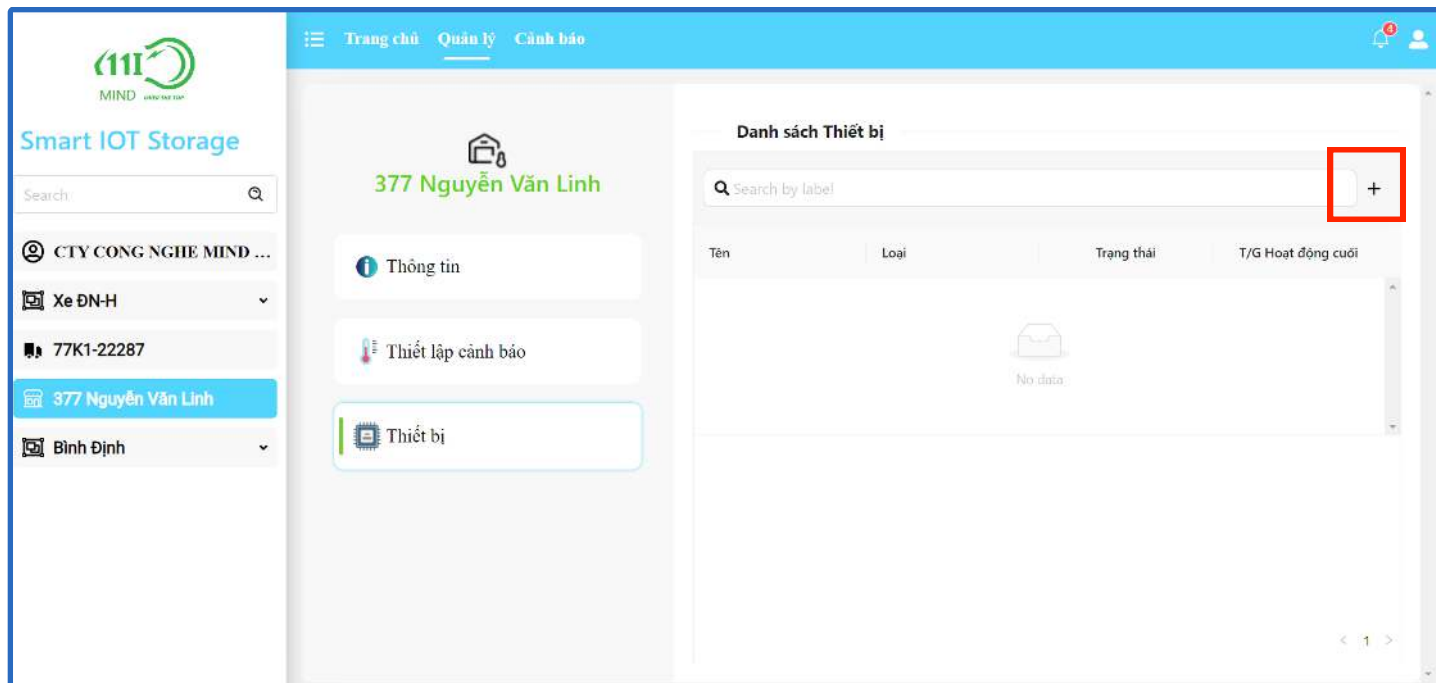 MIND
Smart IOT Storage
Search
CTY CONG NGHE MIND ...
Xe ĐN-H
77K1-22287
377 Nguyễn Văn Linh
Bình Định
Trang chủ Quản lý Cảnh báo
4
377 Nguyễn Văn Linh
Thông tin
Thiết lập cảnh báo
Thiết bị
Danh sách Thiết bị
Search by label
+
Tên Loại Trạng thái T/G Hoạt động cuối
No data
< 1 >